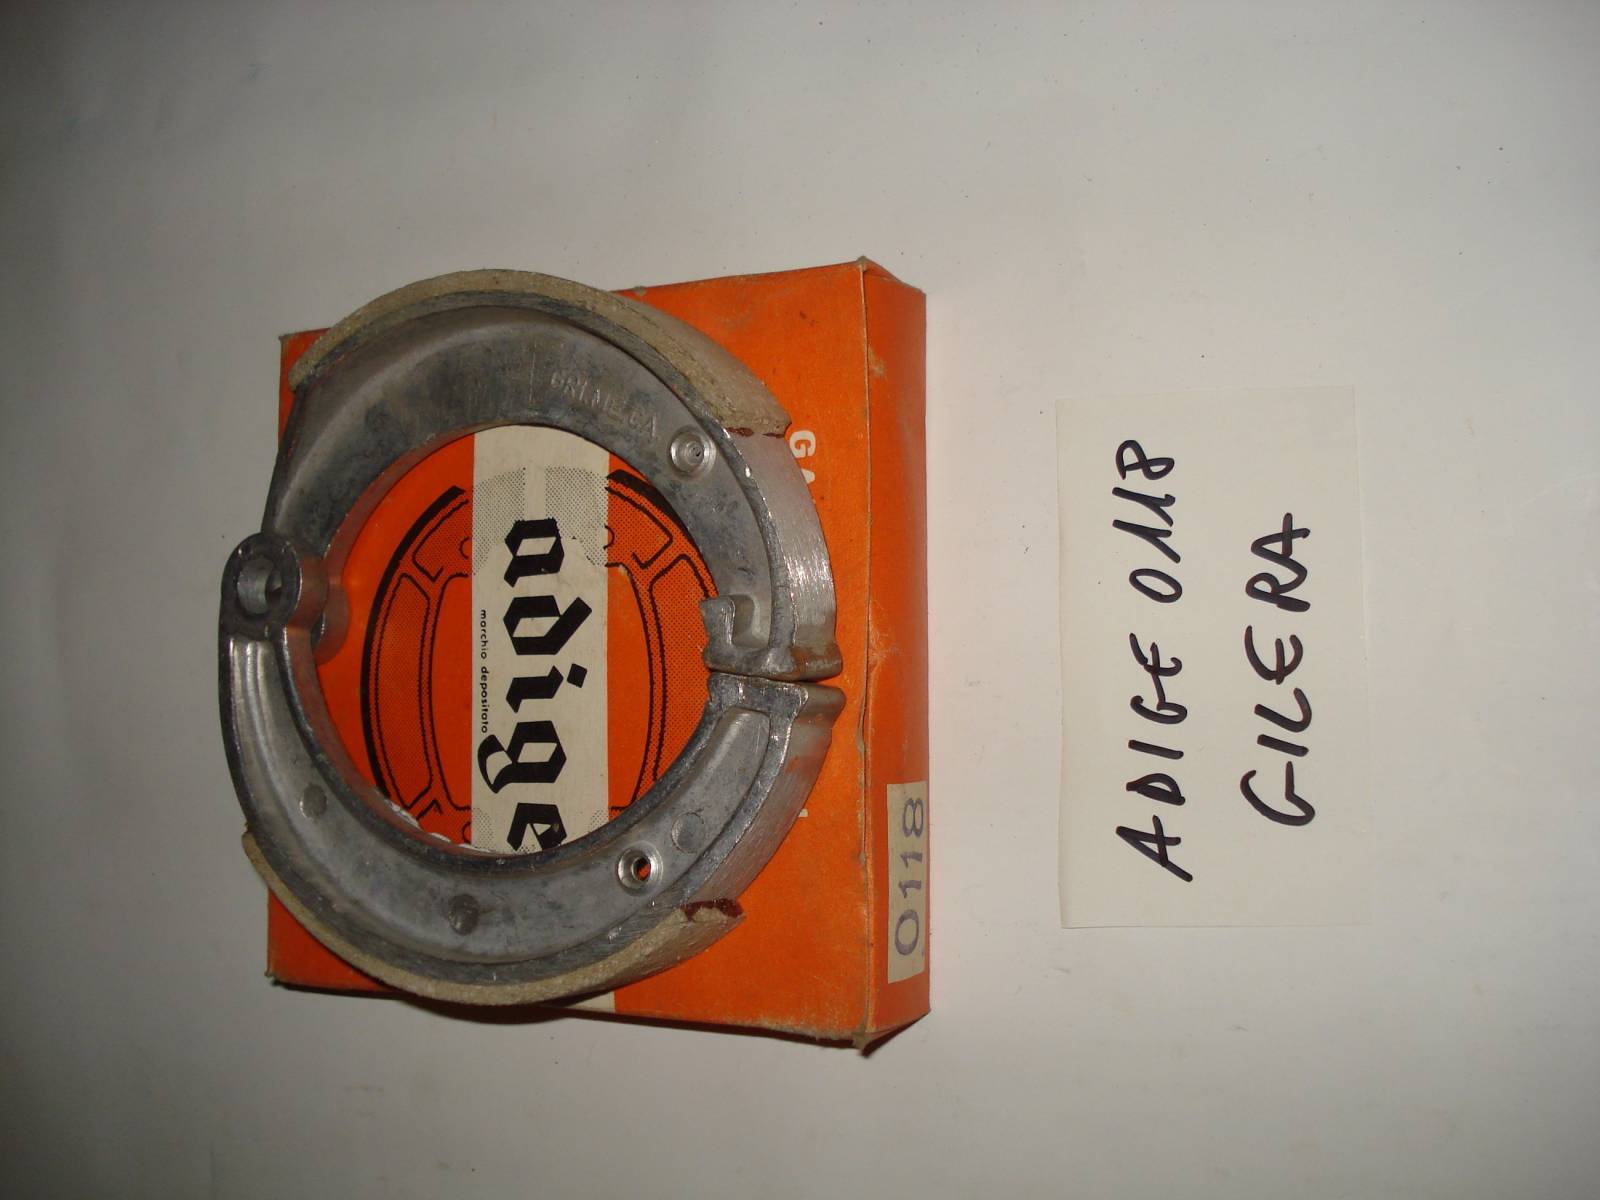 GRIMECA
adige
marchio depositato
0118
ADIGE 0118
GILERA